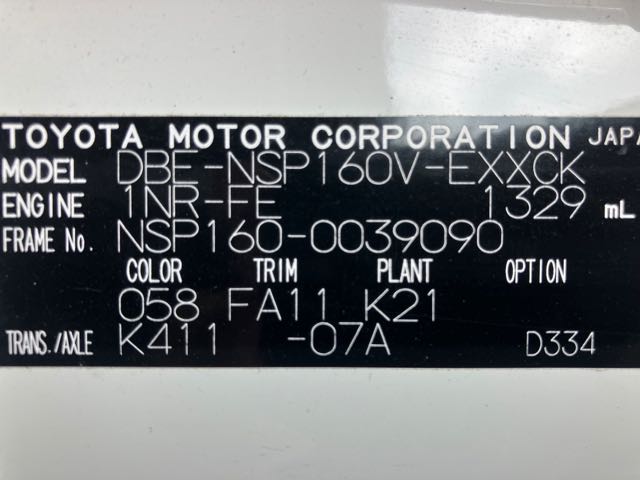 TOYOTA MOTOR CORPORATION JAPA
MODEL DBE-NSP160V-EXXCK
ENGINE 1NR-FE 1329 mL
FRAME No. NSP160-0039090
COLOR TRIM PLANT OPTION
058 FA11 K21
TRANS./AXLE K411 -07A D334